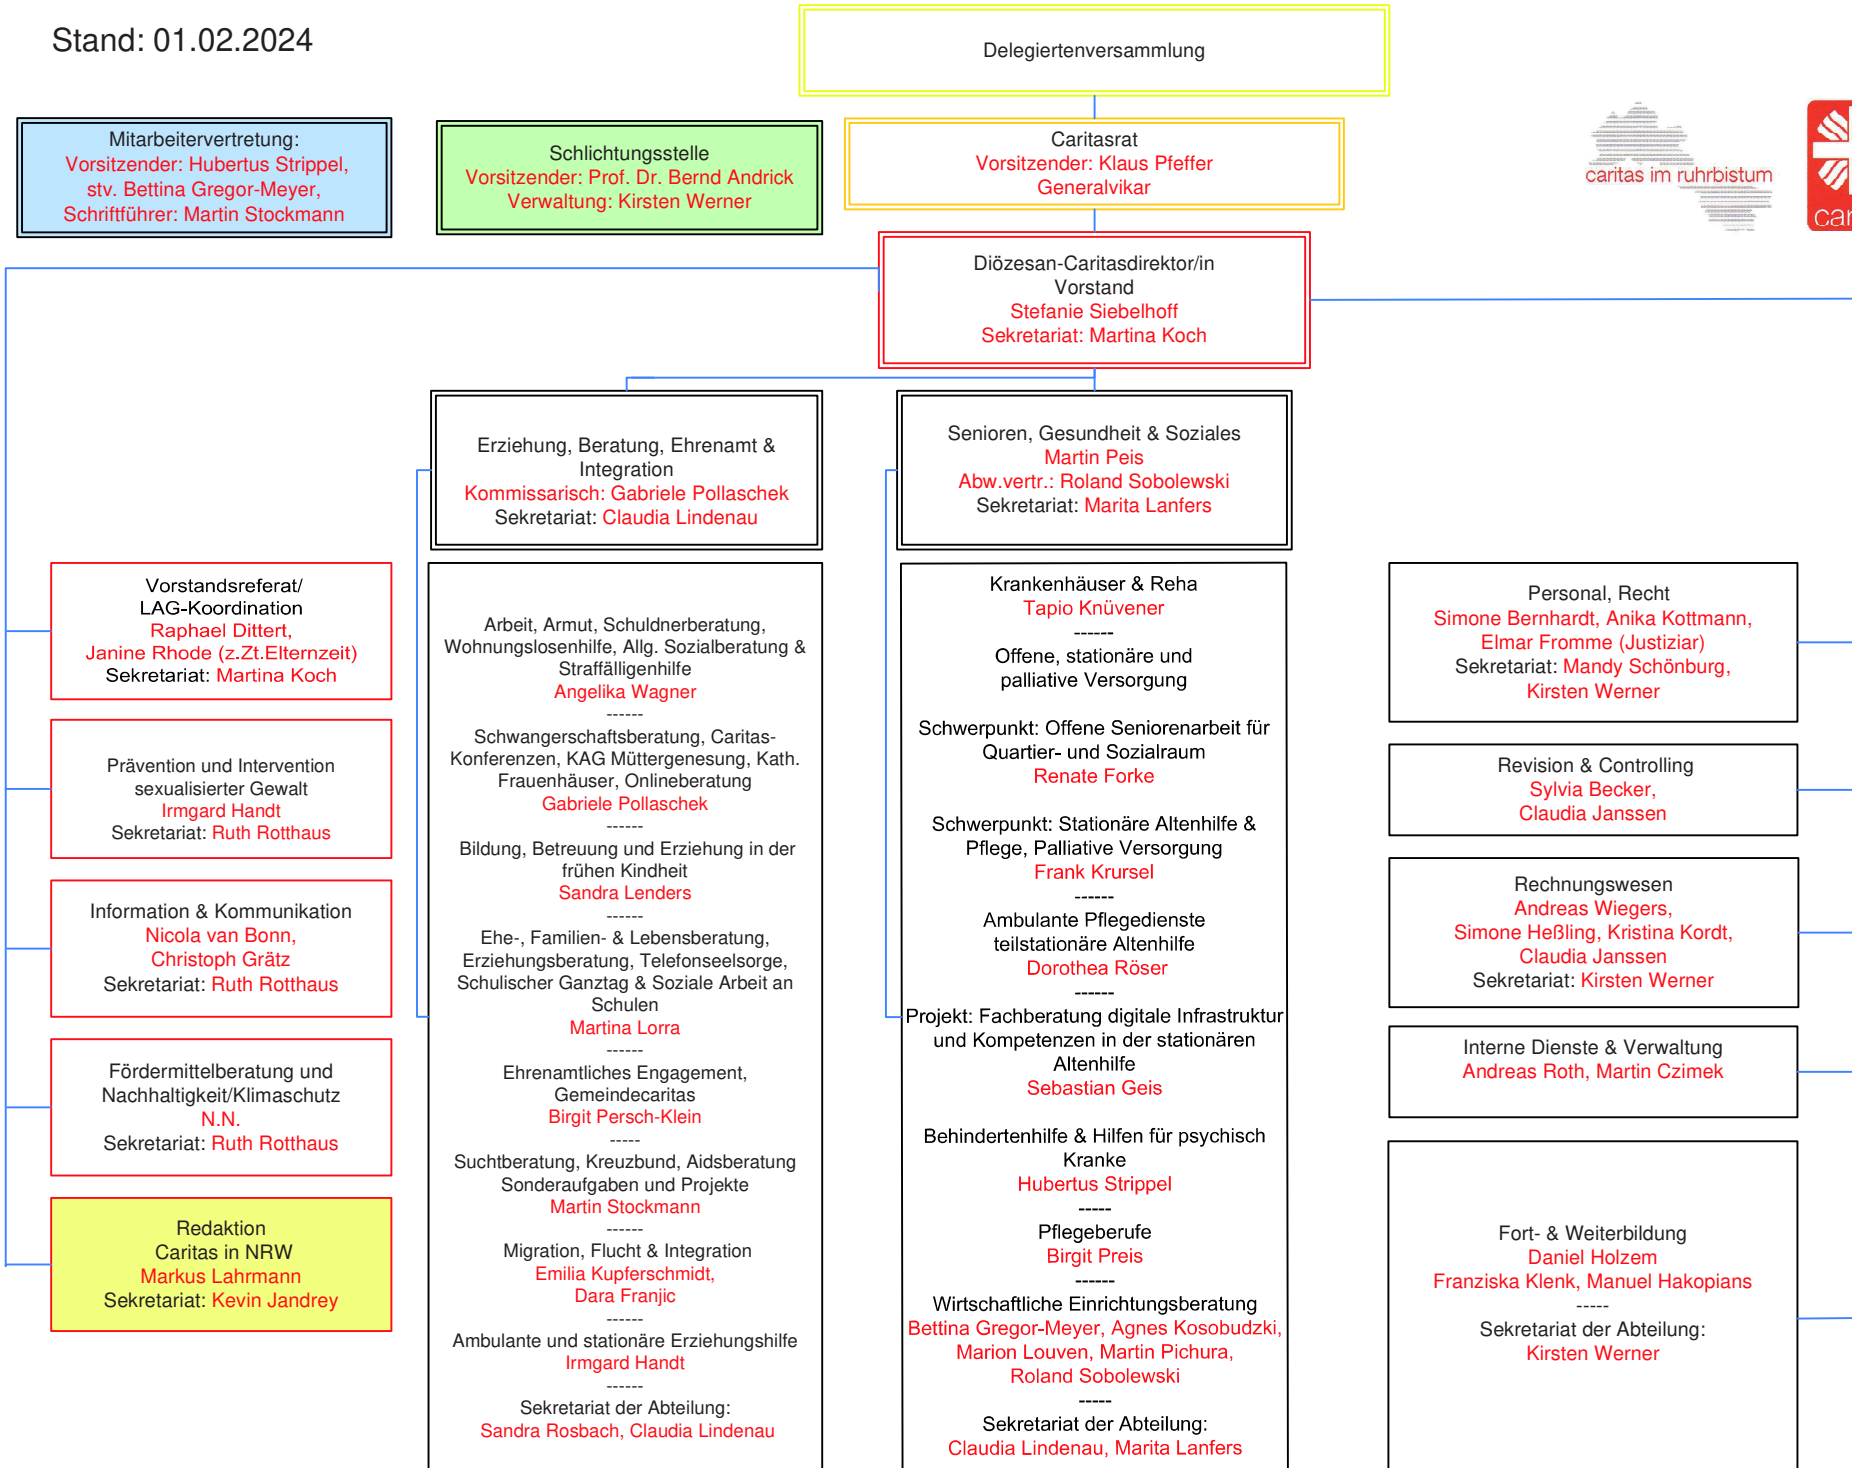 Stand: 01.02.2024
Delegiertenversammlung
Mitarbeitervertretung:
Vorsitzender: Hubertus Strippel,
stv. Bettina Gregor-Meyer,
Schriftführer: Martin Stockmann
Schlichtungsstelle
Vorsitzender: Prof. Dr. Bernd Andrick
Verwaltung: Kirsten Werner
Caritasrat
Vorsitzender: Klaus Pfeffer
Generalvikar
caritas im ruhrbistum
Diözesan-Caritasdirektor/in
Vorstand
Stefanie Siebelhoff
Sekretariat: Martina Koch
Erziehung, Beratung, Ehrenamt &
Integration
Kommissarisch: Gabriele Pollaschek
Sekretariat: Claudia Lindenau
Senioren, Gesundheit & Soziales
Martin Peis
Abw.vertr.: Roland Sobolewski
Sekretariat: Marita Lanfers
Vorstandsreferat/
LAG-Koordination
Raphael Dittert,
Janine Rhode (z.Zt.Elternzeit)
Sekretariat: Martina Koch
Prävention und Intervention
sexualisierter Gewalt
Irmgard Handt
Sekretariat: Ruth Rotthaus
Information & Kommunikation
Nicola van Bonn,
Christoph Grätz
Sekretariat: Ruth Rotthaus
Fördermittelberatung und
Nachhaltigkeit/Klimaschutz
N.N.
Sekretariat: Ruth Rotthaus
Redaktion
Caritas in NRW
Markus Lahrmann
Sekretariat: Kevin Jandrey
Arbeit, Armut, Schuldnerberatung,
Wohnungslosenhilfe, Allg. Sozialberatung &
Straffälligenhilfe
Angelika Wagner
------
Schwangerschaftsberatung, Caritas-
Konferenzen, KAG Müttergenesung, Kath.
Frauenhäuser, Onlineberatung
Gabriele Pollaschek
------
Bildung, Betreuung und Erziehung in der
frühen Kindheit
Sandra Lenders
------
Ehe-, Familien- & Lebensberatung,
Erziehungsberatung, Telefonseelsorge,
Schulischer Ganztag & Soziale Arbeit an
Schulen
Martina Lorra
------
Ehrenamtliches Engagement,
Gemeindecaritas
Birgit Persch-Klein
-----
Suchtberatung, Kreuzbund, Aidsberatung
Sonderaufgaben und Projekte
Martin Stockmann
------
Migration, Flucht & Integration
Emilia Kupferschmidt,
Dara Franjic
------
Ambulante und stationäre Erziehungshilfe
Irmgard Handt
------
Sekretariat der Abteilung:
Sandra Rosbach, Claudia Lindenau
Krankenhäuser & Reha
Tapio Knüvener
------
Offene, stationäre und
palliative Versorgung
Schwerpunkt: Offene Seniorenarbeit für
Quartier- und Sozialraum
Renate Forke
Schwerpunkt: Stationäre Altenhilfe &
Pflege, Palliative Versorgung
Frank Krursel
------
Ambulante Pflegedienste
teilstationäre Altenhilfe
Dorothea Röser
------
Projekt: Fachberatung digitale Infrastruktur
und Kompetenzen in der stationären
Altenhilfe
Sebastian Geis
Behindertenhilfe & Hilfen für psychisch
Kranke
Hubertus Strippel
-----
Pflegeberufe
Birgit Preis
------
Wirtschaftliche Einrichtungsberatung
Bettina Gregor-Meyer, Agnes Kosobudzki,
Marion Louven, Martin Pichura,
Roland Sobolewski
-----
Sekretariat der Abteilung:
Claudia Lindenau, Marita Lanfers
Personal, Recht
Simone Bernhardt, Anika Kottmann,
Elmar Fromme (Justiziar)
Sekretariat: Mandy Schönburg,
Kirsten Werner
Revision & Controlling
Sylvia Becker,
Claudia Janssen
Rechnungswesen
Andreas Wiegers,
Simone Heßling, Kristina Kordt,
Claudia Janssen
Sekretariat: Kirsten Werner
Interne Dienste & Verwaltung
Andreas Roth, Martin Czimek
Fort- & Weiterbildung
Daniel Holzem
Franziska Klenk, Manuel Hakopians
-----
Sekretariat der Abteilung:
Kirsten Werner